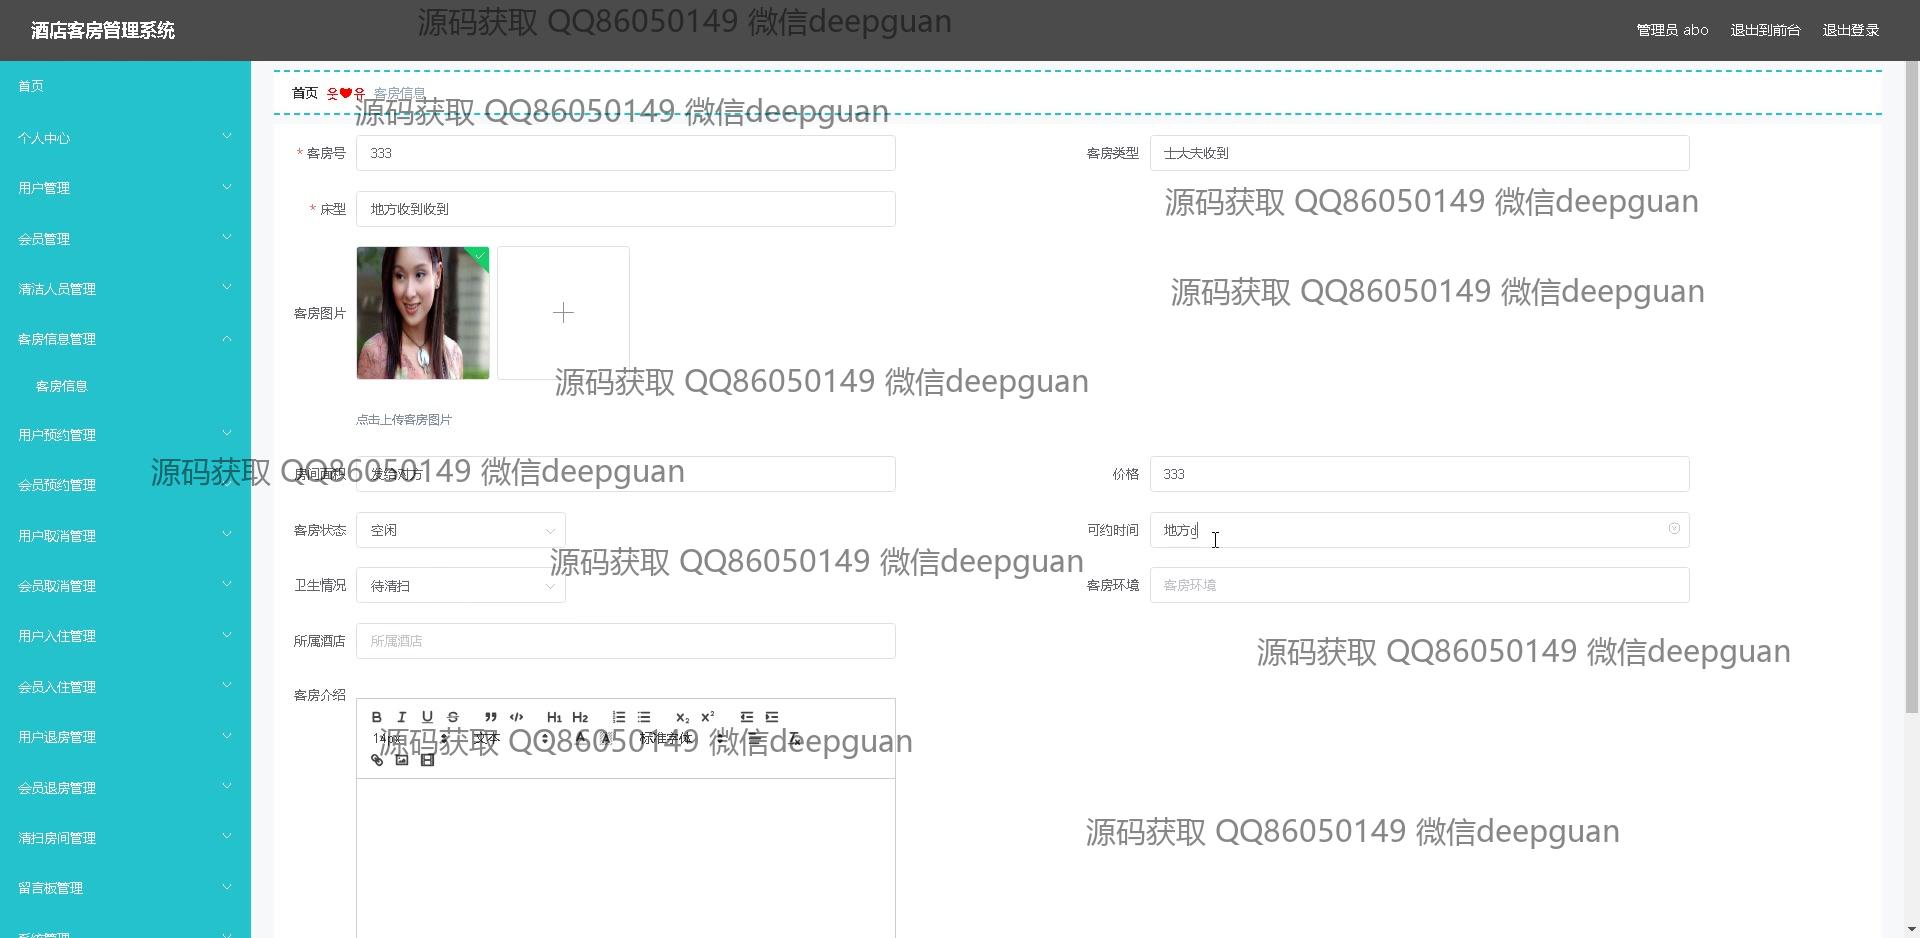 酒店客房管理系统
源码获取 QQ86050149 微信deepguan
管理员 abo 退出到前台 退出登录
首页
个人中心
用户管理
会员管理
清洁人员管理
客房信息管理
客房信息
用户预约管理
会员预约管理
用户取消管理
会员取消管理
用户入住管理
会员入住管理
用户退房管理
会员退房管理
清扫房间管理
留言板管理
系统管理
首页 웃❤유 客房信息
源码获取 QQ86050149 微信deepguan
* 客房号 333
客房类型 士大夫收到
* 床型 地方收到收到
源码获取 QQ86050149 微信deepguan
源码获取 QQ86050149 微信deepguan
客房图片
源码获取 QQ86050149 微信deepguan
点击上传客房图片
房间面积 发给对方
源码获取 QQ86050149 微信deepguan
价格 333
客房状态 空闲
可约时间 地方d
源码获取 QQ86050149 微信deepguan
卫生情况 待清扫
客房环境 客房环境
所属酒店 所属酒店
源码获取 QQ86050149 微信deepguan
客房介绍
B I U S ” </> H1 H2 X2 X2
14px 文本 A A 标准字体 Tx
源码获取 QQ86050149 微信deepguan
源码获取 QQ86050149 微信deepguan